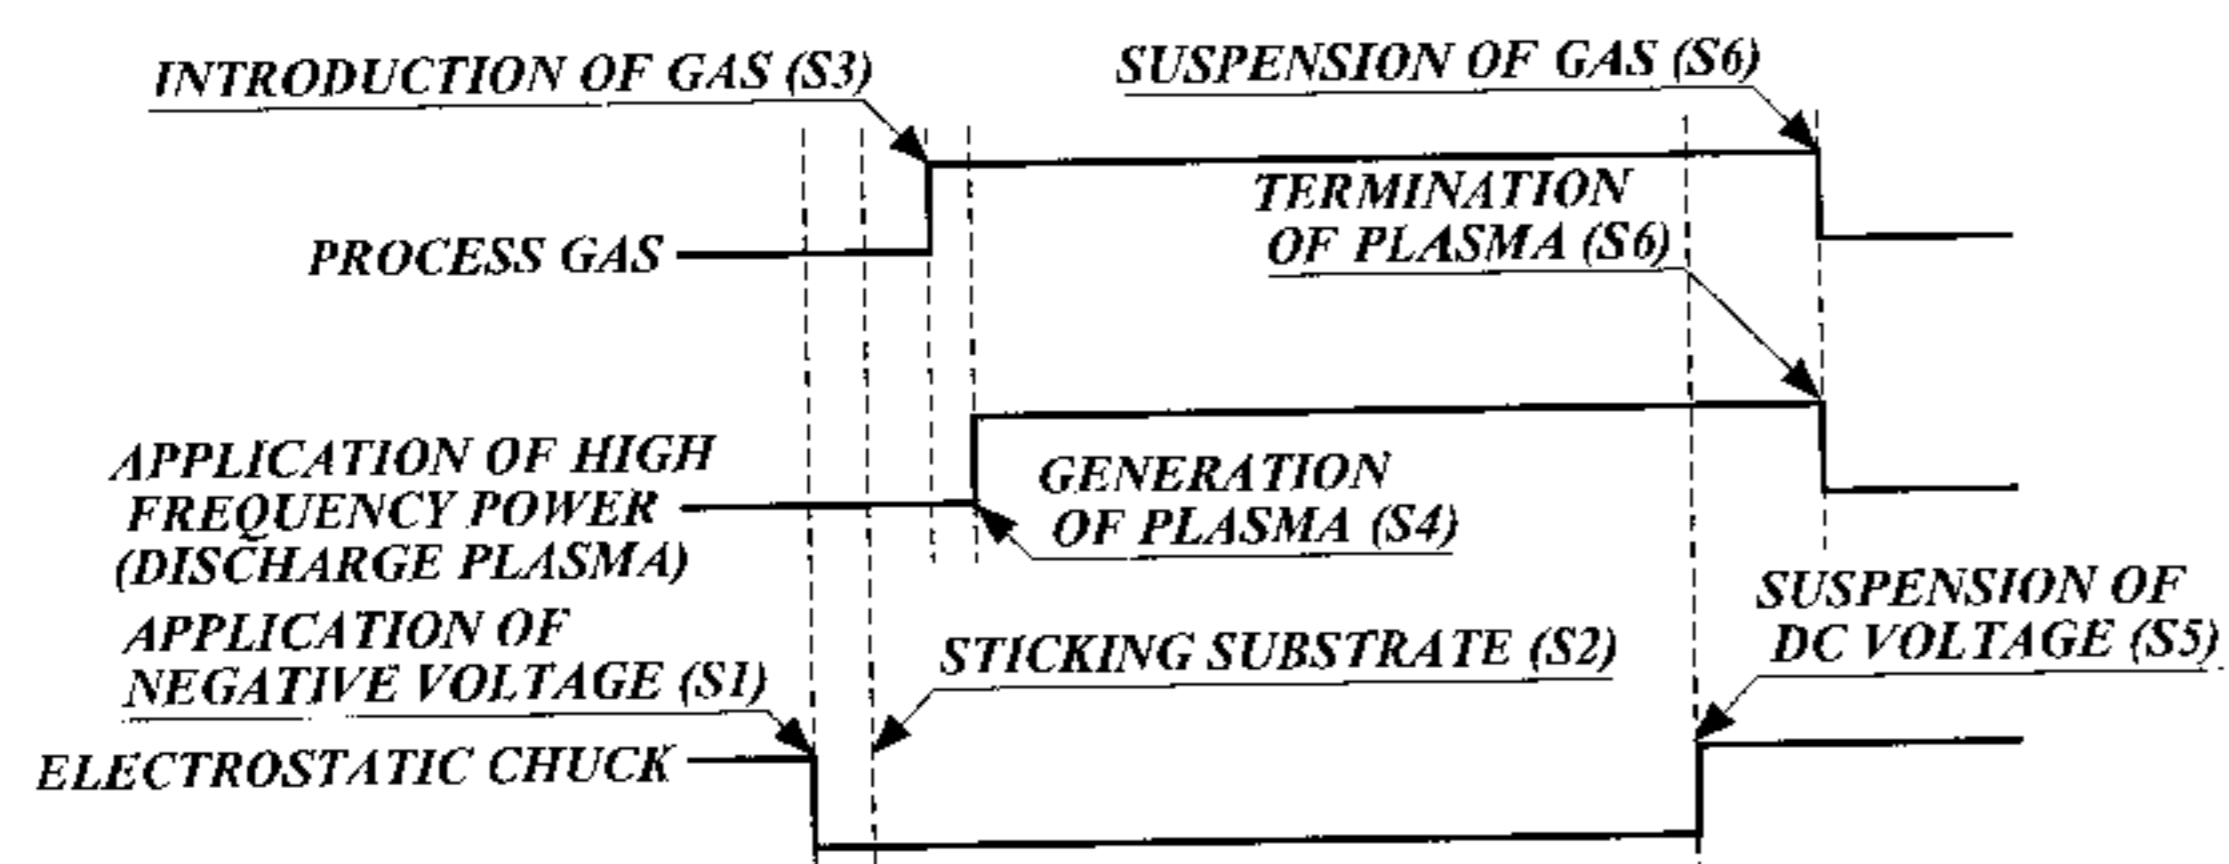 INTRODUCTION OF GAS (S3)
SUSPENSION OF GAS (S6)
TERMINATION
OF PLASMA (S6)
PROCESS GAS
APPLICATION OF HIGH
FREQUENCY POWER
(DISCHARGE PLASMA)
GENERATION
OF PLASMA (S4)
APPLICATION OF
NEGATIVE VOLTAGE (S1)
STICKING SUBSTRATE (S2)
SUSPENSION OF
DC VOLTAGE (S5)
ELECTROSTATIC CHUCK